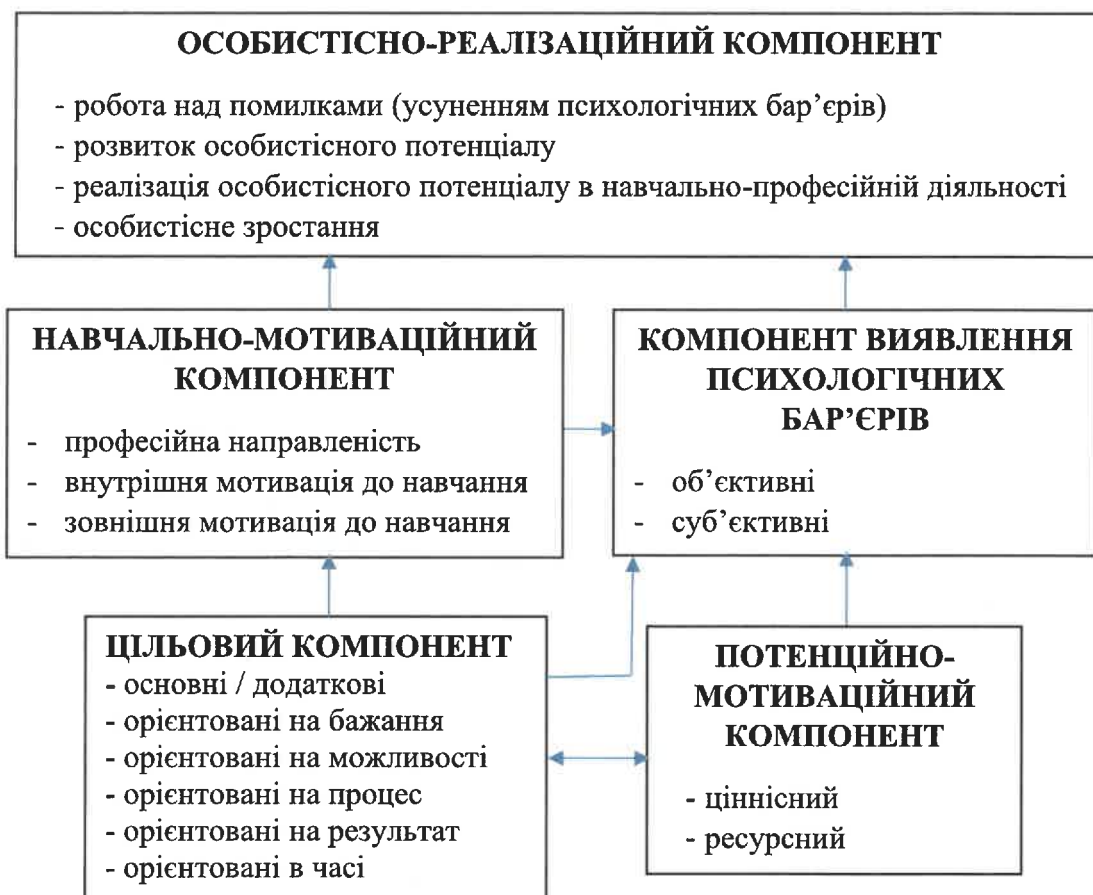 ОСОБИСТІСНО-РЕАЛІЗАЦІЙНИЙ КОМПОНЕНТ
- робота над помилками (усуненням психологічних бар’єрів)
- розвиток особистісного потенціалу
- реалізація особистісного потенціалу в навчально-професійній діяльності
- особистісне зростання
НАВЧАЛЬНО-МОТИВАЦІЙНИЙ
КОМПОНЕНТ
- професійна направленість
- внутрішня мотивація до навчання
- зовнішня мотивація до навчання
КОМПОНЕНТ ВИЯВЛЕННЯ
ПСИХОЛОГІЧНИХ
БАР’ЄРІВ
- об’єктивні
- суб’єктивні
ЦІЛЬОВИЙ КОМПОНЕНТ
- основні / додаткові
- орієнтовані на бажання
- орієнтовані на можливості
- орієнтовані на процес
- орієнтовані на результат
- орієнтовані в часі
ПОТЕНЦІЙНО-
МОТИВАЦІЙНИЙ
КОМПОНЕНТ
- ціннісний
- ресурсний